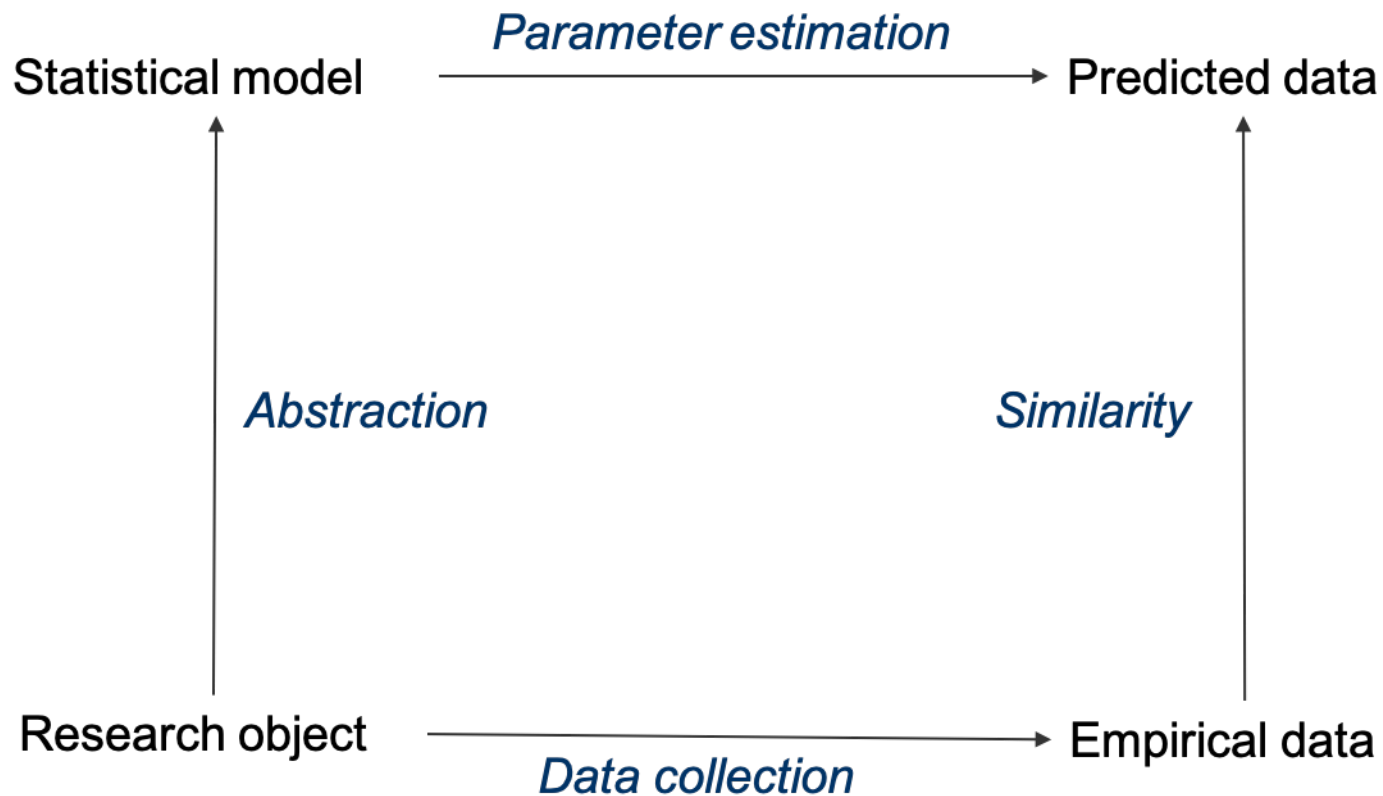 Parameter estimation
Statistical model
Predicted data
Abstraction
Similarity
Research object
Empirical data
Data collection